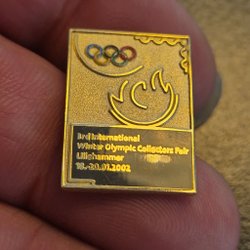 3rd International
Winter Olympic Collectors Fair
Lillehammer
18.-20.01.2002